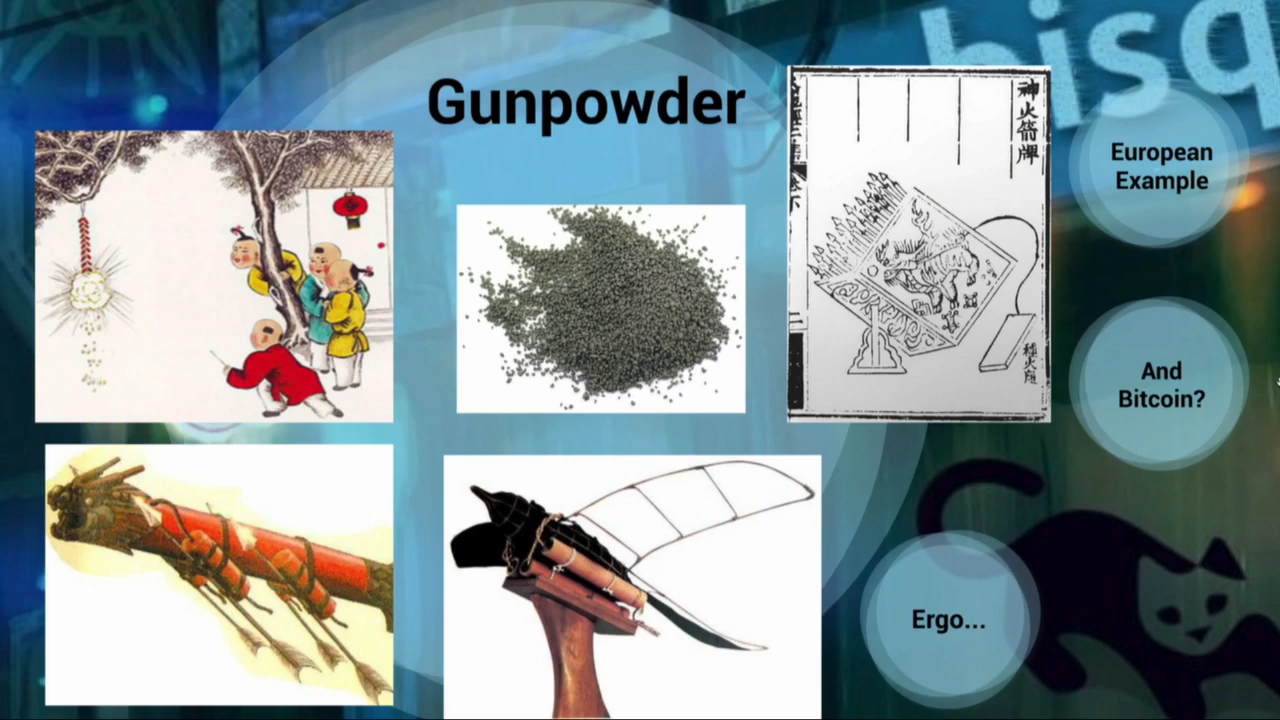 bisq
Gunpowder
神火箭牌
European
Example
And
Bitcoin?
Ergo...